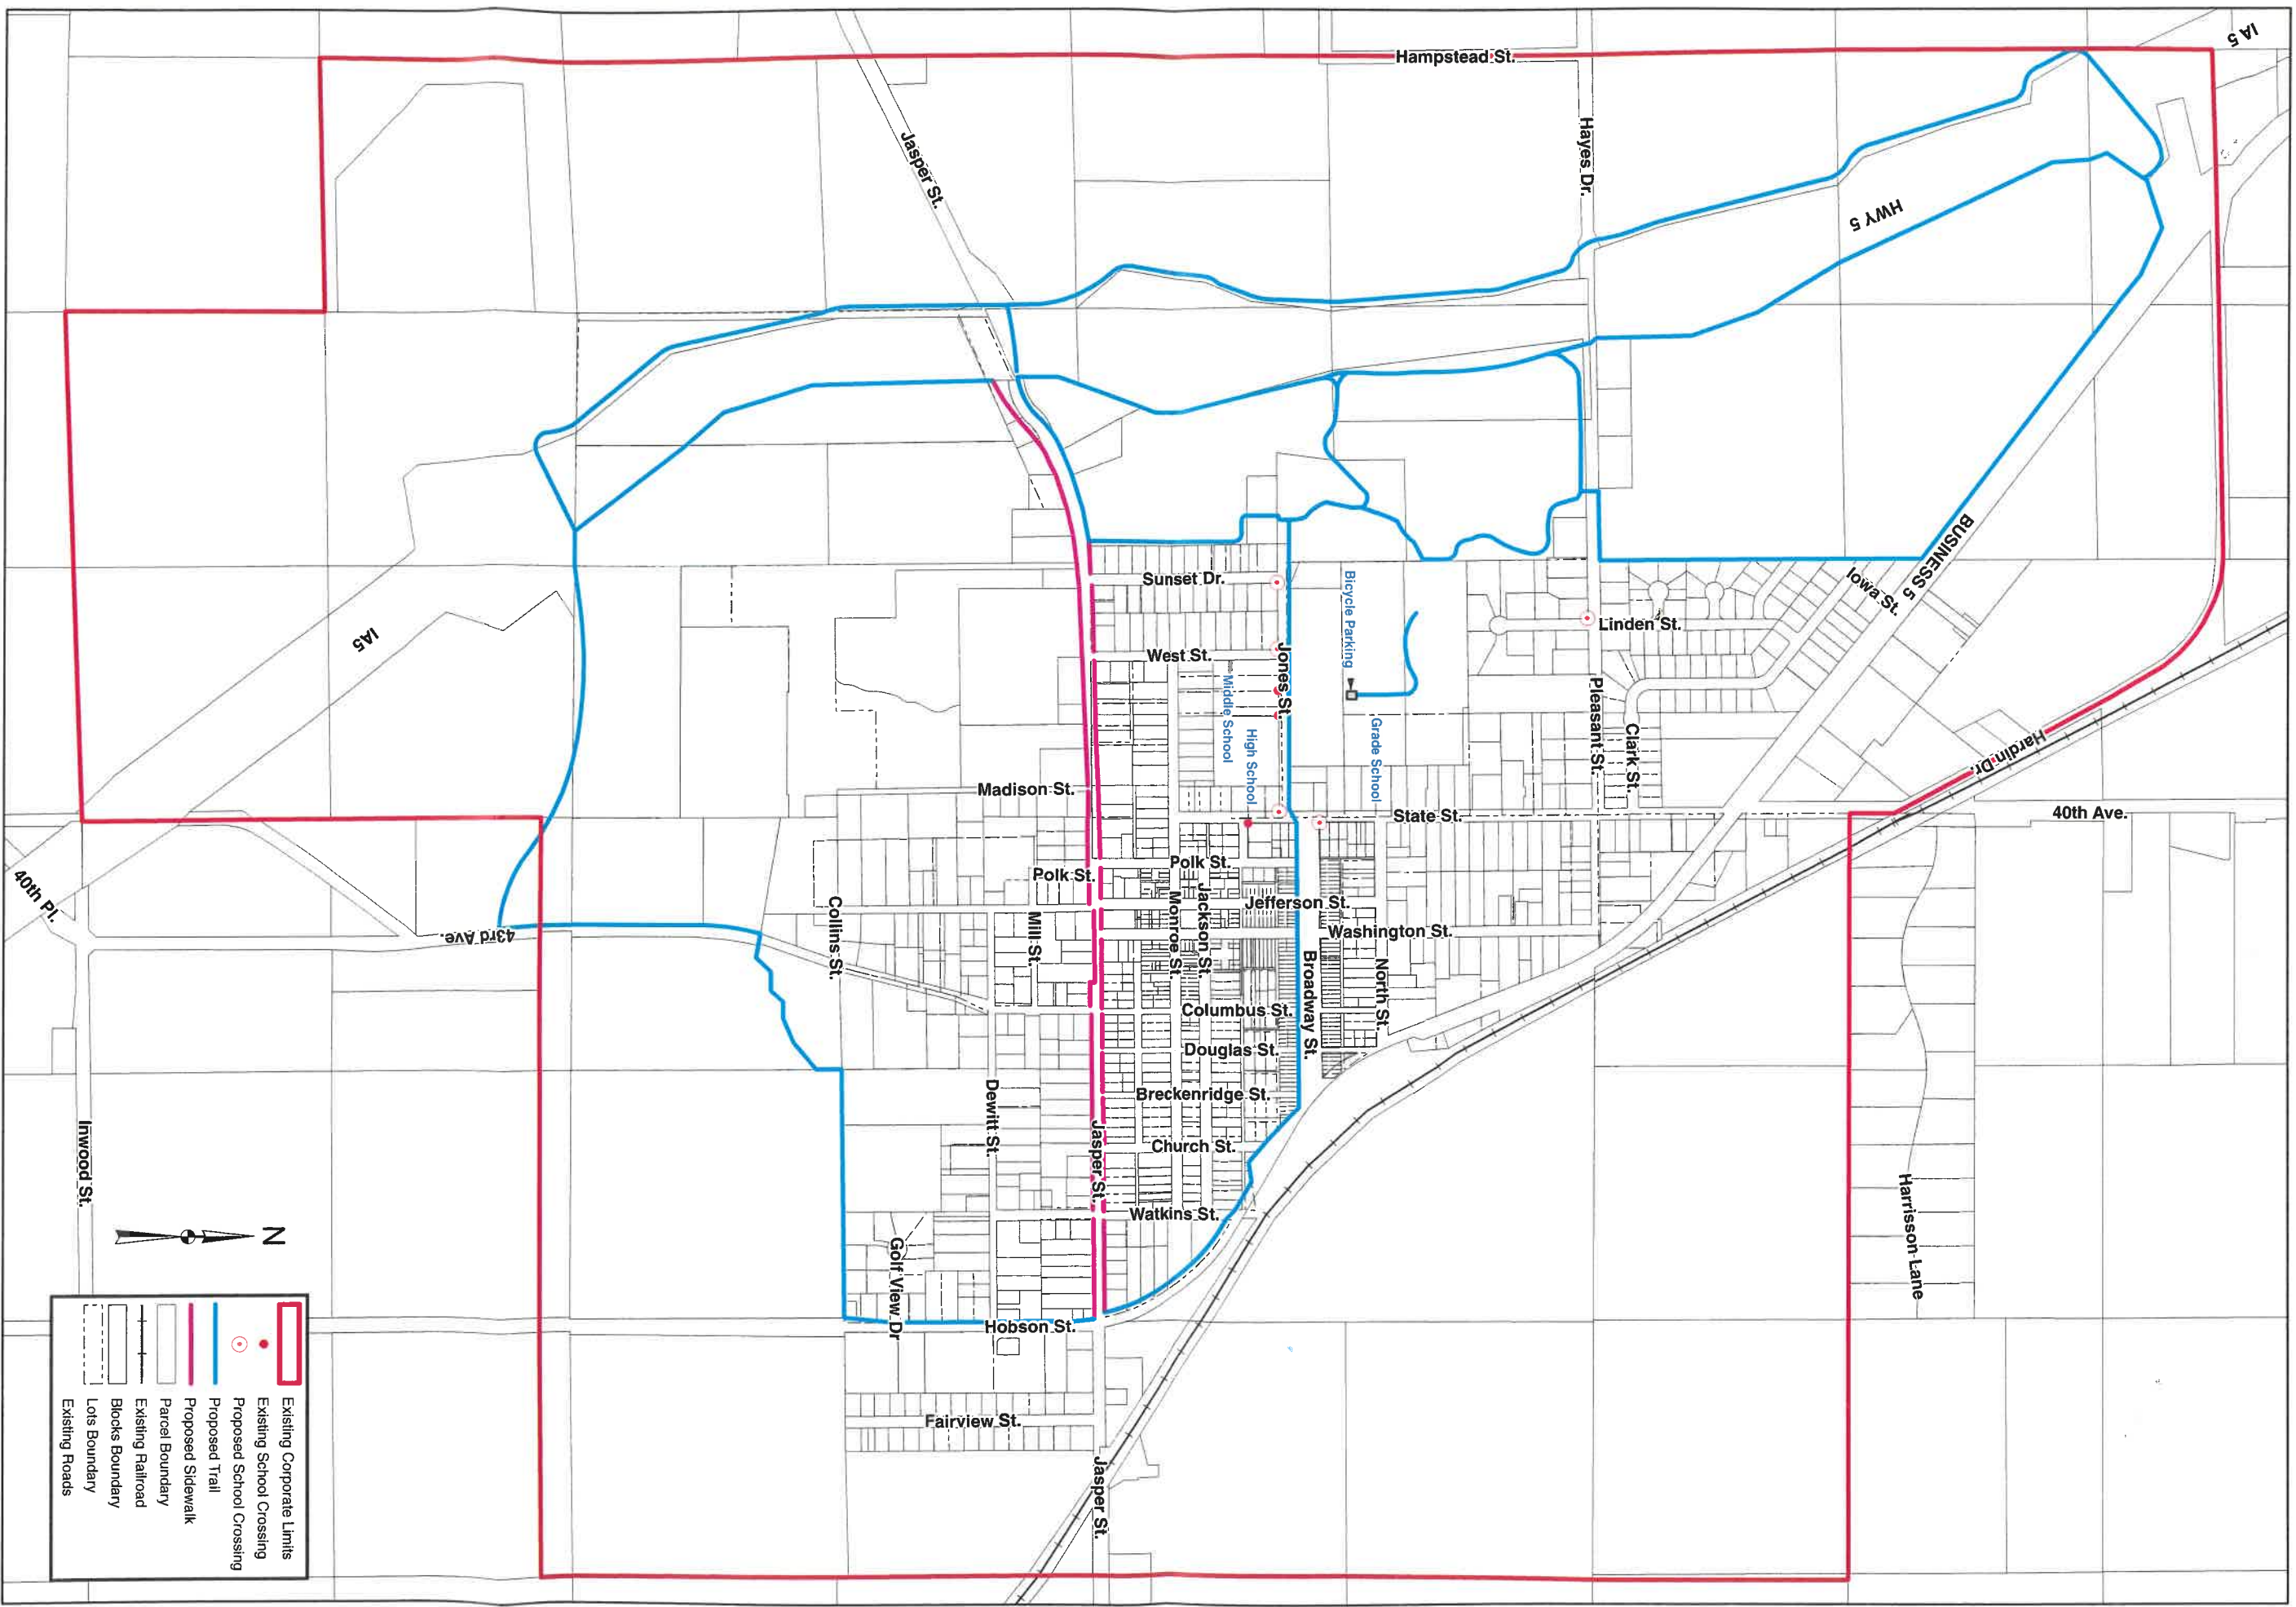 IA 5
Hampstead St.
Jasper St.
Hayes Dr.
HWY 5
BUSINESS 5
Iowa St.
Sunset Dr.
Bicycle Parking
Linden St.
IA5
West St.
Jones St.
Middle School
High School
Grade School
Pleasant St.
Clark St.
Hardin Dr.
Madison St.
State St.
40th Ave.
Polk St.
Polk St.
40th Pl.
43rd Ave.
Collins St.
Mill St.
Monroe St.
Jackson St.
Jefferson St.
Washington St.
Broadway St.
North St.
Columbus St.
Douglas St.
Breckenridge St.
Dewitt St.
Jasper St.
Church St.
Inwood St.
Watkins St.
Harrisson Lane
Golf View Dr
Hobson St.
Fairview St.
Jasper St.
N
Existing Corporate Limits
Existing School Crossing
Proposed School Crossing
Proposed Trail
Proposed Sidewalk
Parcel Boundary
Existing Railroad
Blocks Boundary
Lots Boundary
Existing Roads